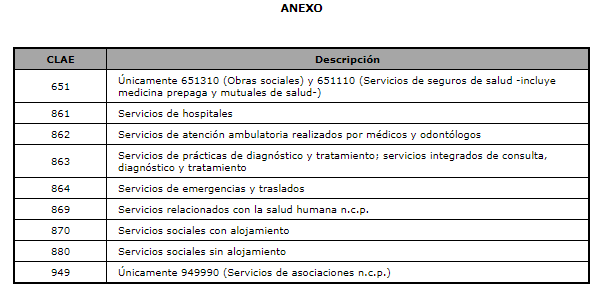 ANEXO
CLAE Descripción
651 Únicamente 651310 (Obras sociales) y 651110 (Servicios de seguros de salud -incluye
medicina prepaga y mutuales de salud-)
861 Servicios de hospitales
862 Servicios de atención ambulatoria realizados por médicos y odontólogos
863 Servicios de prácticas de diagnóstico y tratamiento; servicios integrados de consulta,
diagnóstico y tratamiento
864 Servicios de emergencias y traslados
869 Servicios relacionados con la salud humana n.c.p.
870 Servicios sociales con alojamiento
880 Servicios sociales sin alojamiento
949 Únicamente 949990 (Servicios de asociaciones n.c.p.)